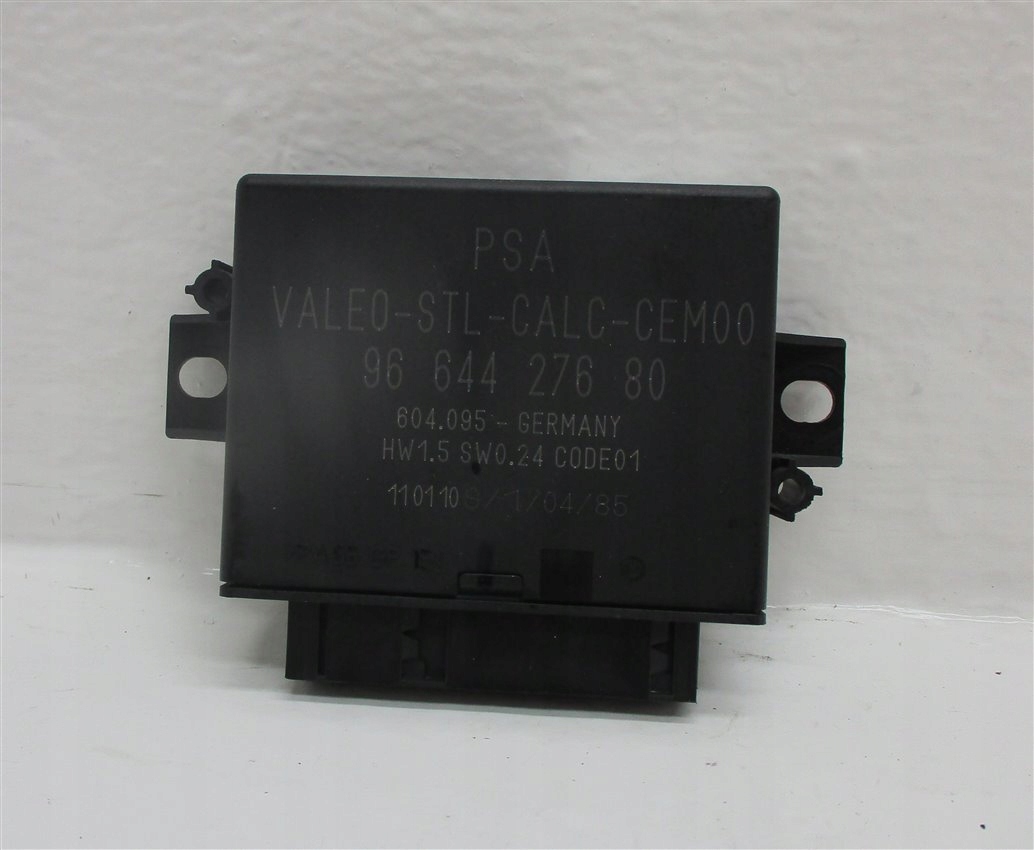 PSA
VALEO-STL-CALC-CEM00
96 644 276 80
604.095 - GERMANY
HW1.5 SW0.24 CODE01